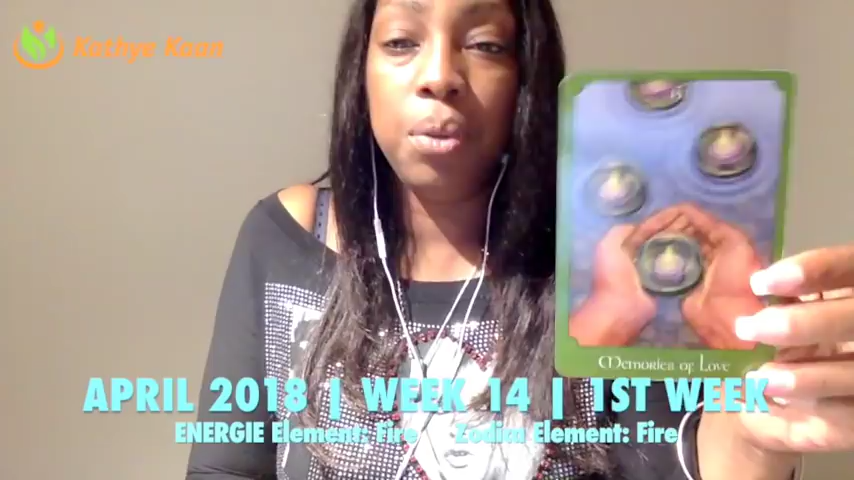 Kathye Kaan
Memories of Love
APRIL 2018 | WEEK 14 | 1ST WEEK
ENERGIE Element: Fire Zodiac Element: Fire